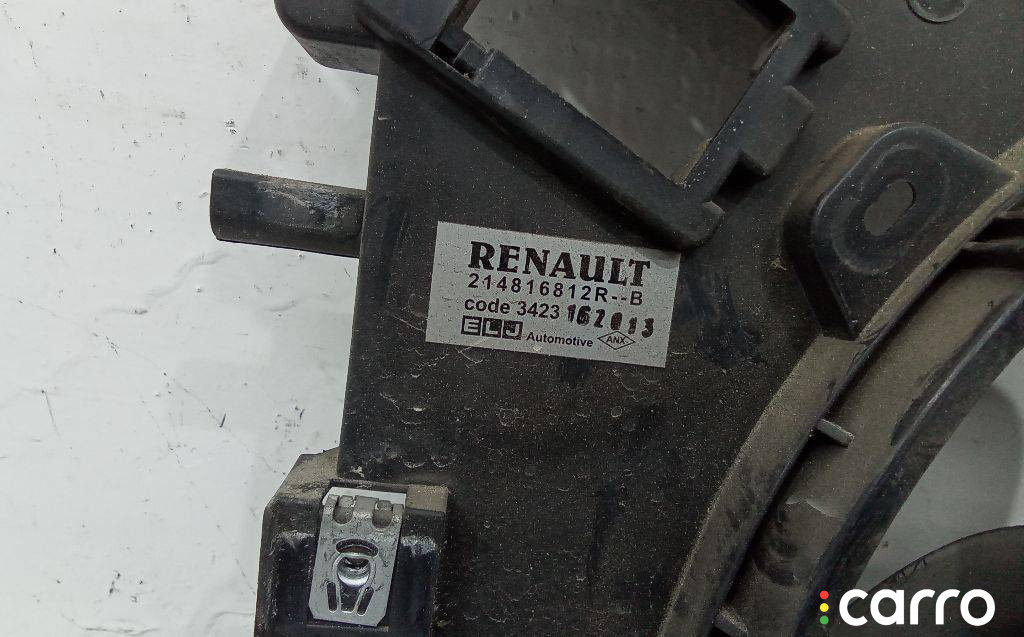 RENAULT
214816812R--B
code 3423 162013
ELJ Automotive ANX
carro